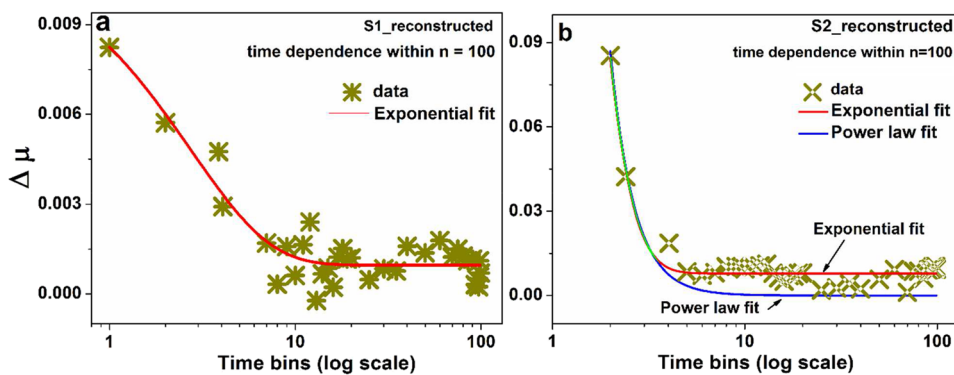 a
S1_reconstructed
time dependence within n = 100
data
Exponential fit
0.009
0.006
0.003
0.000
Δ μ
1
10
100
Time bins (log scale)
b
S2_reconstructed
time dependence within n=100
data
Exponential fit
Power law fit
Exponential fit
Power law fit
0.09
0.06
0.03
0.00
1
10
100
Time bins (log scale)